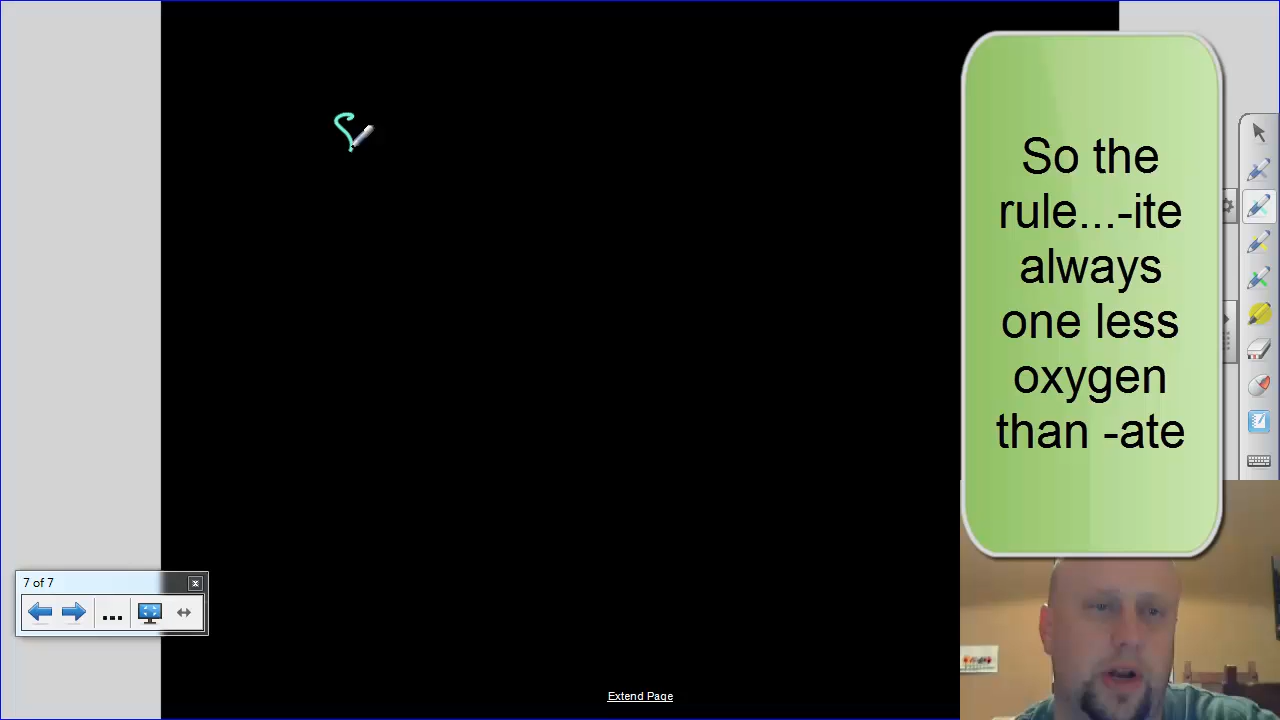 So the
rule...-ite
always
one less
oxygen
than -ate
7 of 7
...
Extend Page